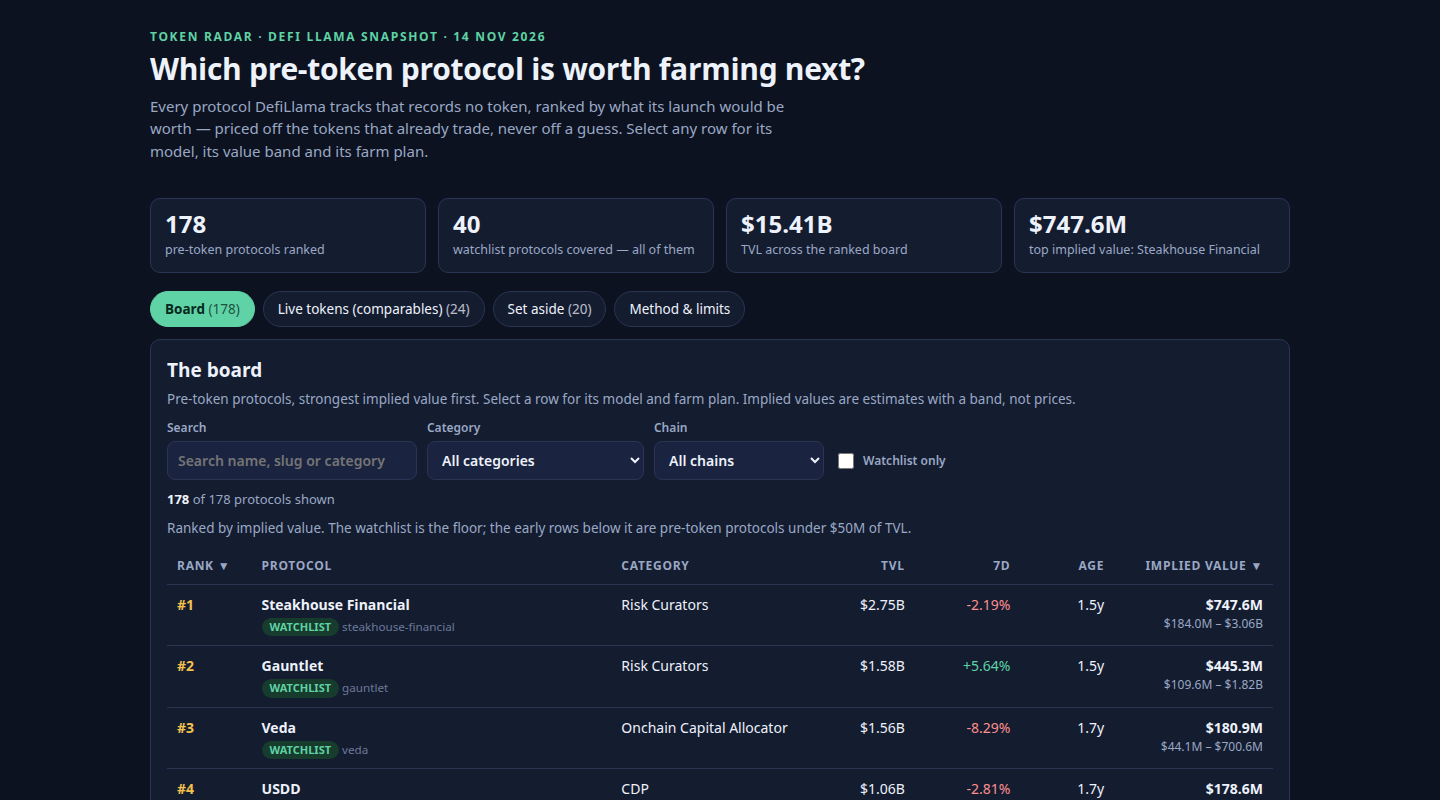 TOKEN RADAR · DEFI LLAMA SNAPSHOT · 14 NOV 2026
Which pre-token protocol is worth farming next?
Every protocol DefiLlama tracks that records no token, ranked by what its launch would be
worth — priced off the tokens that already trade, never off a guess. Select any row for its
model, its value band and its farm plan.
178
pre-token protocols ranked
40
watchlist protocols covered — all of them
$15.41B
TVL across the ranked board
$747.6M
top implied value: Steakhouse Financial
Board (178)
Live tokens (comparables) (24)
Set aside (20)
Method & limits
The board
Pre-token protocols, strongest implied value first. Select a row for its model and farm plan. Implied values are estimates with a band, not prices.
Search
Category
Chain
Search name, slug or category
All categories
All chains
Watchlist only
178 of 178 protocols shown
Ranked by implied value. The watchlist is the floor; the early rows below it are pre-token protocols under $50M of TVL.
RANK ▼ PROTOCOL CATEGORY TVL 7D AGE IMPLIED VALUE ▼
#1 Steakhouse Financial Risk Curators $2.75B -2.19% 1.5y $747.6M
WATCHLIST steakhouse-financial $184.0M – $3.06B
#2 Gauntlet Risk Curators $1.58B +5.64% 1.5y $445.3M
WATCHLIST gauntlet $109.6M – $1.82B
#3 Veda Onchain Capital Allocator $1.56B -8.29% 1.7y $180.9M
WATCHLIST veda $44.1M – $700.6M
#4 USDD CDP $1.06B -2.81% 1.7y $178.6M